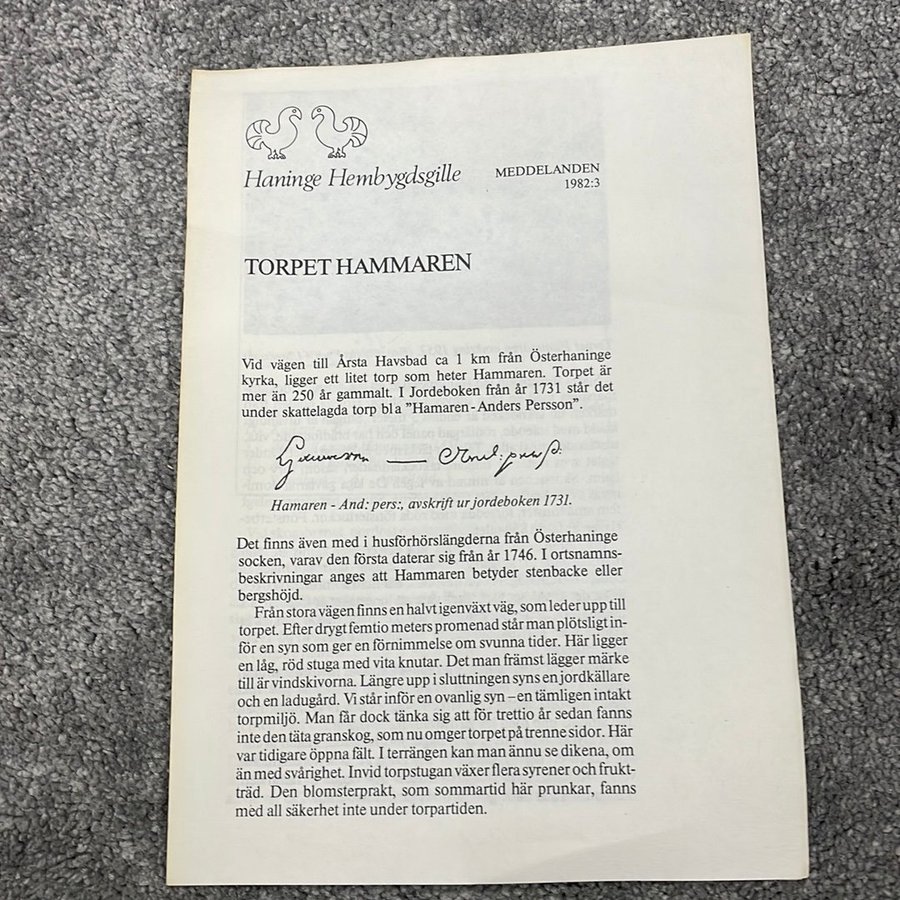 Haninge Hembygdsgille
MEDDELANDEN
1982:3
TORPET HAMMAREN
Vid vägen till Årsta Havsbad ca 1 km från Österhaninge
kyrka, ligger ett litet torp som heter Hammaren. Torpet är
mer än 250 år gammalt. I Jordeboken från år 1731 står det
under skattelagda torp bl a ”Hamaren - Anders Persson”.
Hamaren - And: pers:, avskrift ur jordeboken 1731.
Det finns även med i husförhörslängderna från Österhaninge
socken, varav den första daterar sig från år 1746. I ortsnamns-
beskrivningar anges att Hammaren betyder stenbacke eller
bergshöjd.
Från stora vägen finns en halvt igenväxt väg, som leder upp till
torpet. Efter drygt femtio meters promenad står man plötsligt in-
för en syn som ger en förnimmelse om svunna tider. Här ligger
en låg, röd stuga med vita knutar. Det man främst lägger märke
till är vindskivorna. Längre upp i sluttningen syns en jordkällare
och en ladugård. Vi står inför en ovanlig syn – en tämligen intakt
torpmiljö. Man får dock tänka sig att för trettio år sedan fanns
inte den täta granskog, som nu omger torpet på trenne sidor. Här
var tidigare öppna fält. I terrängen kan man ännu se dikena, om
än med svårighet. Invid torpstugan växer flera syrener och frukt-
träd. Den blomsterprakt, som sommartid här prunkar, fanns
med all säkerhet inte under torpartiden.